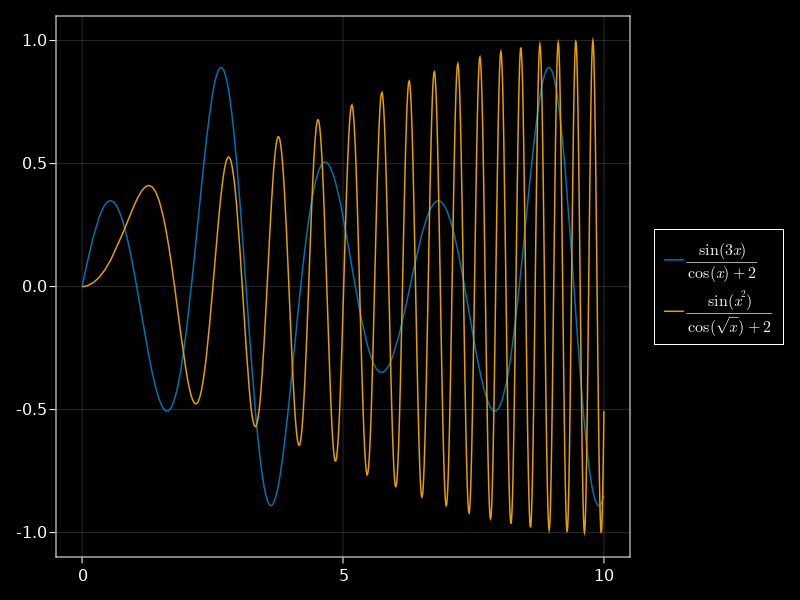 1.0
0.5
0.0
-0.5
-1.0
0
5
10
sin(3x)
cos(x) + 2
sin(x²)
cos(√x) + 2